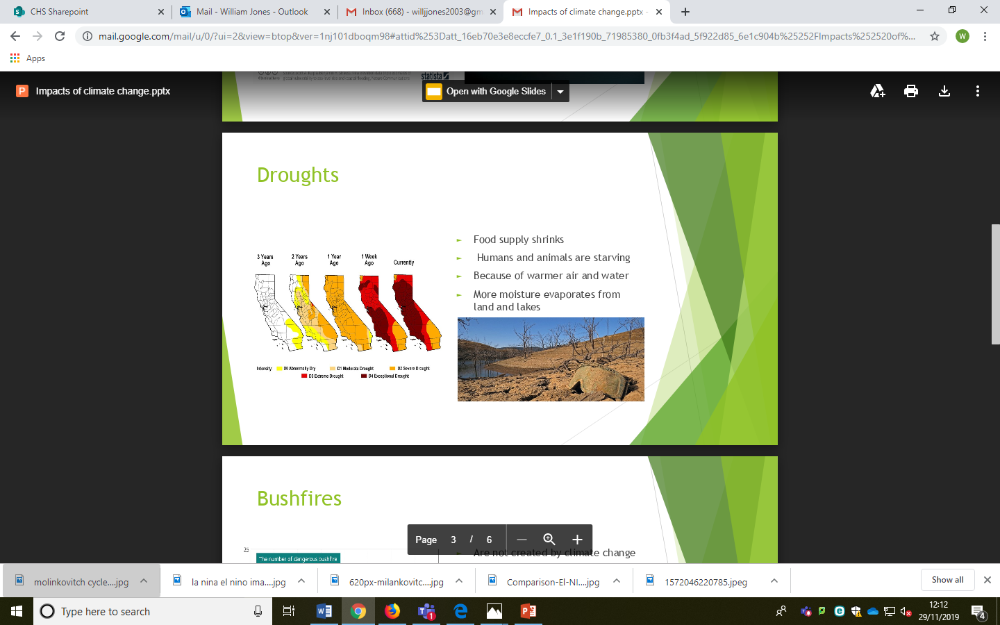 CHS Sharepoint
Mail - William Jones - Outlook
Inbox (668) - willjjones2003@gm
Impacts of climate change.pptx -
mail.google.com/mail/u/0/?ui=2&view=btop&ver=1nj101dboqm98#attid%253Datt_16eb70e3e8eccfe7_0.1_3e1f190b_71985380_0fb3f4ad_5f922d85_6e1c904b%25252FImpacts%252520of%...
W
Apps
Impacts of climate change.pptx
statista
Open with Google Slides
Droughts
3 Years Ago
2 Years Ago
1 Year Ago
1 Week Ago
Currently
Intensity:
D0 Abnormally Dry
D1 Moderate Drought
D2 Severe Drought
D3 Extreme Drought
D4 Exceptional Drought
► Food supply shrinks
► Humans and animals are starving
► Because of warmer air and water
► More moisture evaporates from
land and lakes
Bushfires
25
The number of dangerous bushfire
► Are not created by climate change
Page 3 / 6
molinkovitch cycle....jpg
la nina el nino ima....jpg
620px-milankovitc....jpg
Comparison-El-NI....jpg
1572046220785.jpeg
Show all
Type here to search
1
12:12
29/11/2019
4